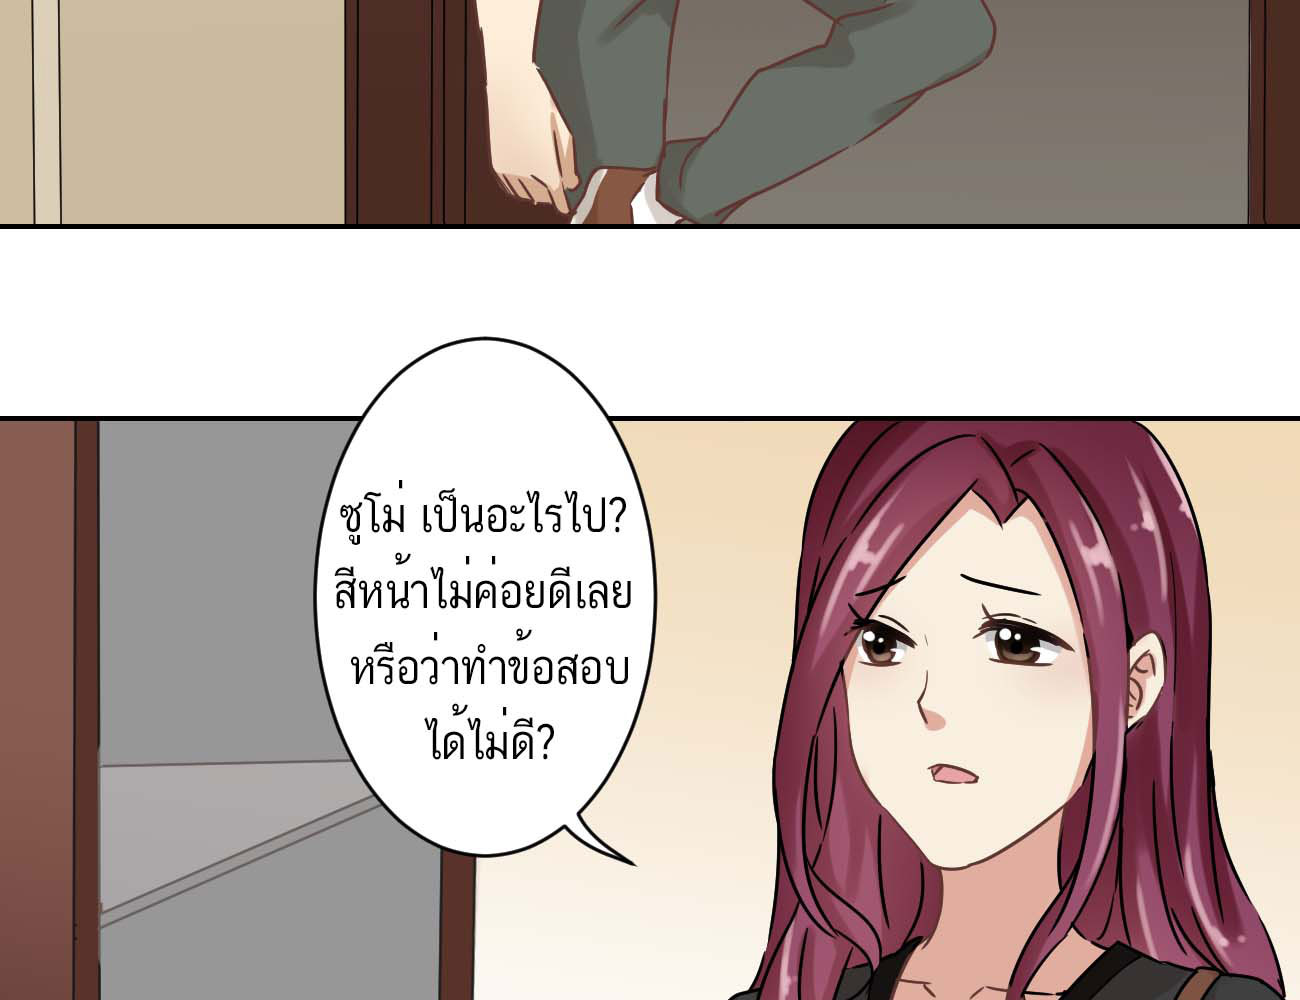 ซูโม่ เป็นอะไรไป?
สีหน้าไม่ค่อยดีเลย
หรือว่าทำข้อสอบ
ได้ไม่ดี?